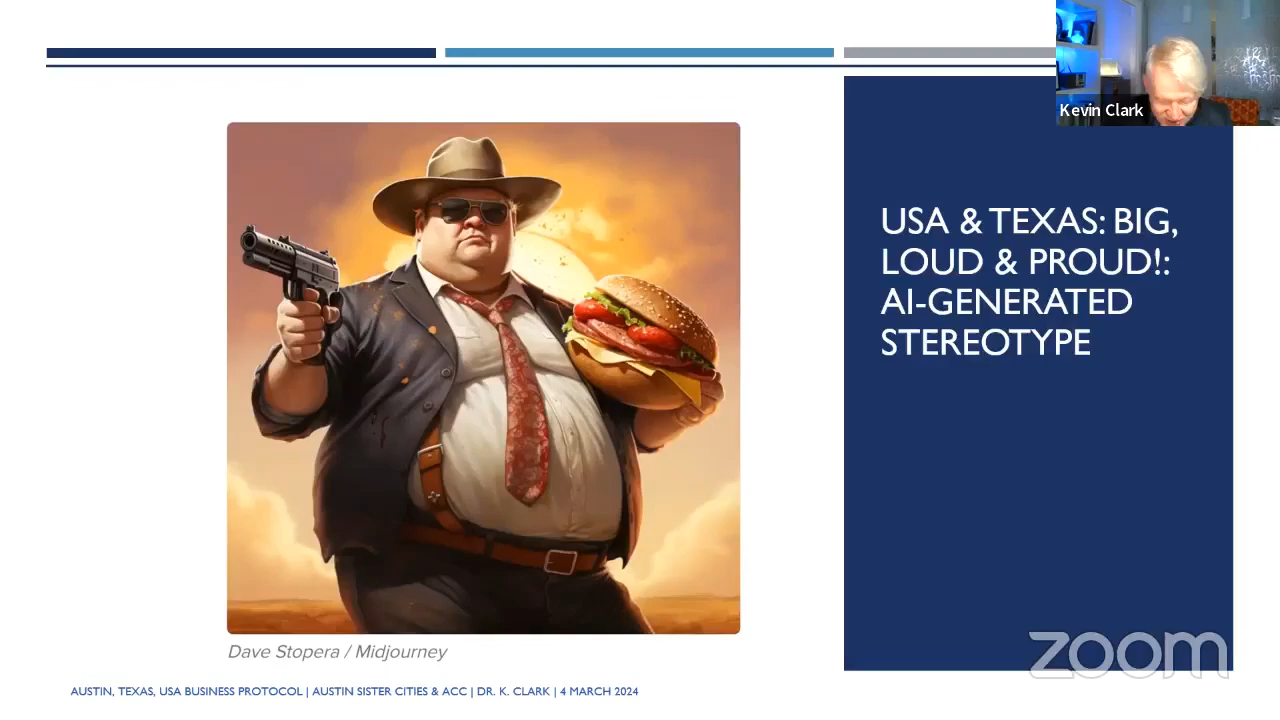 Kevin Clark
USA & TEXAS: BIG,
LOUD & PROUD!:
AI-GENERATED
STEREOTYPE
Dave Stopera / Midjourney
AUSTIN, TEXAS, USA BUSINESS PROTOCOL | AUSTIN SISTER CITIES & ACC | DR. K. CLARK | 4 MARCH 2024
zoom